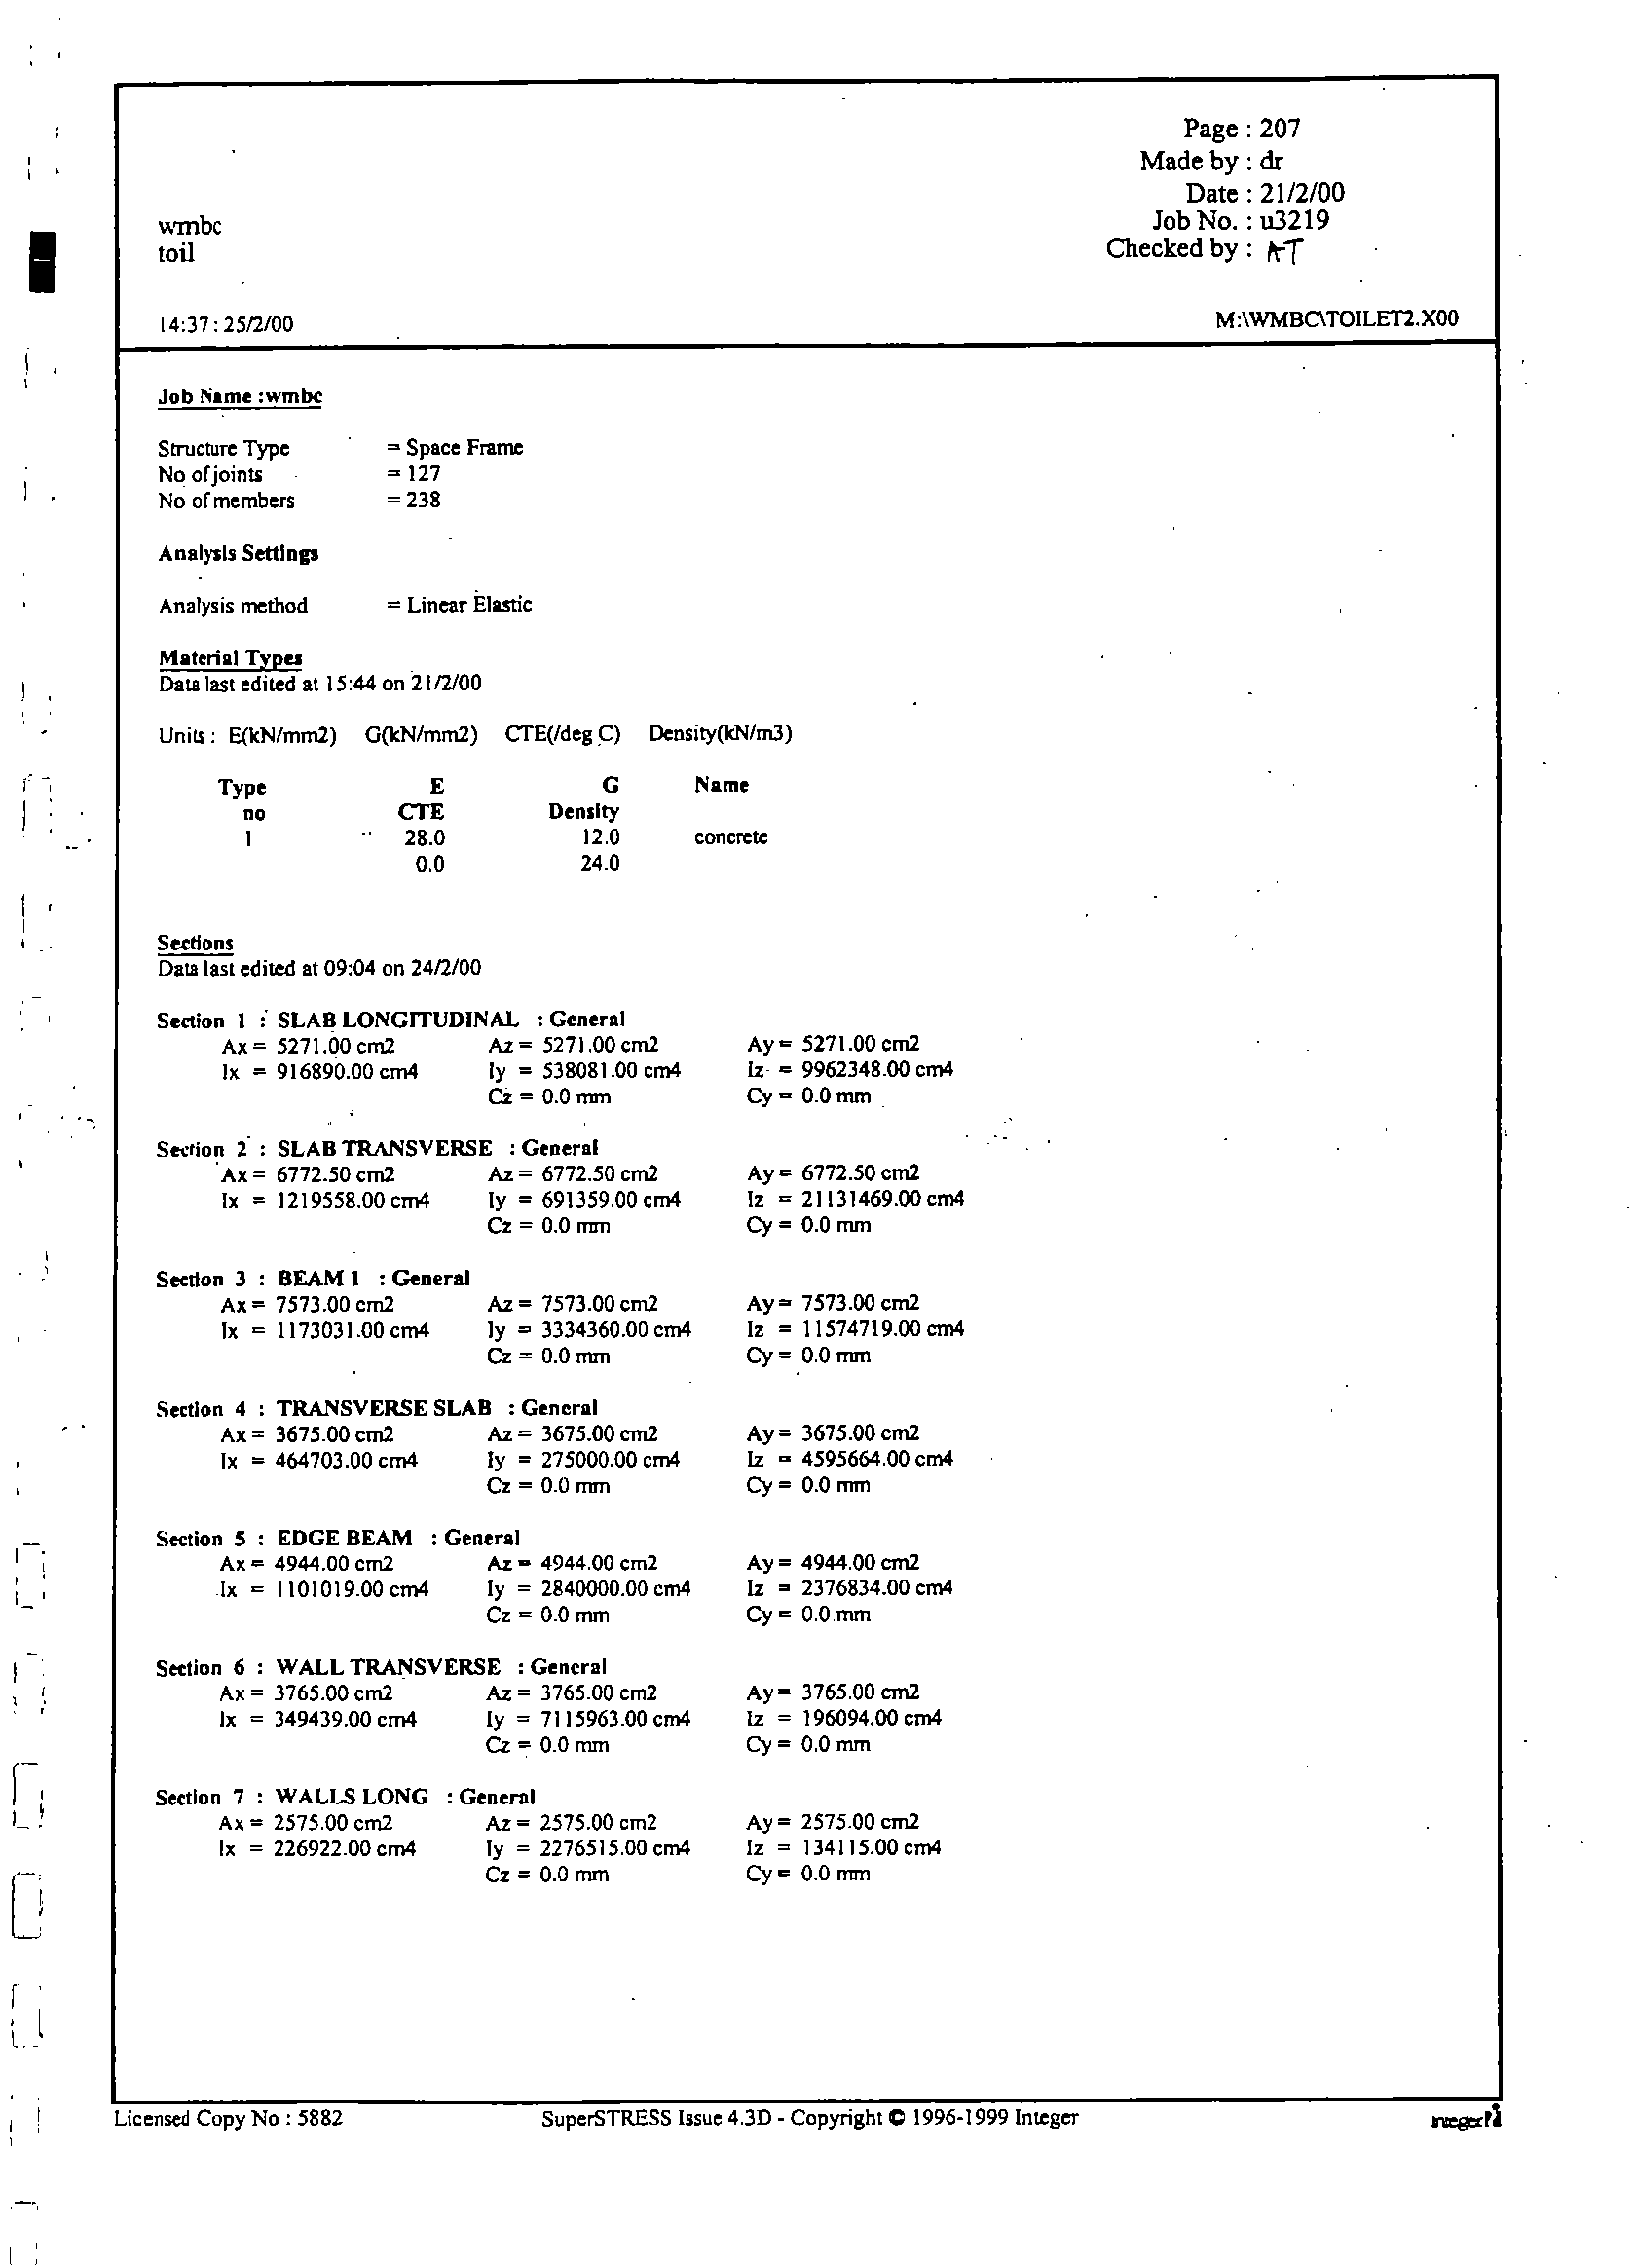 Page : 207
Made by : dr
Date : 21/2/00
Job No. : u3219
Checked by : AT
wmbc
toil
14:37 : 25/2/00
M:\WMBC\TOILET2.X00
Job Name :wmbc
Structure Type = Space Frame
No of joints = 127
No of members = 238
Analysis Settings
Analysis method = Linear Elastic
Material Types
Data last edited at 15:44 on 21/2/00
Units : E(kN/mm2) G(kN/mm2) CTE(/deg C) Density(kN/m3)
Type E G Name
no CTE Density
1 28.0 12.0 concrete
0.0 24.0
Sections
Data last edited at 09:04 on 24/2/00
Section 1 : SLAB LONGITUDINAL : General
Ax = 5271.00 cm2 Az = 5271.00 cm2 Ay = 5271.00 cm2
Ix = 916890.00 cm4 Iy = 538081.00 cm4 Iz = 9962348.00 cm4
Cz = 0.0 mm Cy = 0.0 mm
Section 2 : SLAB TRANSVERSE : General
Ax = 6772.50 cm2 Az = 6772.50 cm2 Ay = 6772.50 cm2
Ix = 1219558.00 cm4 Iy = 691359.00 cm4 Iz = 21131469.00 cm4
Cz = 0.0 mm Cy = 0.0 mm
Section 3 : BEAM 1 : General
Ax = 7573.00 cm2 Az = 7573.00 cm2 Ay = 7573.00 cm2
Ix = 1173031.00 cm4 Iy = 3334360.00 cm4 Iz = 11574719.00 cm4
Cz = 0.0 mm Cy = 0.0 mm
Section 4 : TRANSVERSE SLAB : General
Ax = 3675.00 cm2 Az = 3675.00 cm2 Ay = 3675.00 cm2
Ix = 464703.00 cm4 Iy = 275000.00 cm4 Iz = 4595664.00 cm4
Cz = 0.0 mm Cy = 0.0 mm
Section 5 : EDGE BEAM : General
Ax = 4944.00 cm2 Az = 4944.00 cm2 Ay = 4944.00 cm2
Ix = 1101019.00 cm4 Iy = 2840000.00 cm4 Iz = 2376834.00 cm4
Cz = 0.0 mm Cy = 0.0 mm
Section 6 : WALL TRANSVERSE : General
Ax = 3765.00 cm2 Az = 3765.00 cm2 Ay = 3765.00 cm2
Ix = 349439.00 cm4 Iy = 7115963.00 cm4 Iz = 196094.00 cm4
Cz = 0.0 mm Cy = 0.0 mm
Section 7 : WALLS LONG : General
Ax = 2575.00 cm2 Az = 2575.00 cm2 Ay = 2575.00 cm2
Ix = 226922.00 cm4 Iy = 2276515.00 cm4 Iz = 134115.00 cm4
Cz = 0.0 mm Cy = 0.0 mm
Licensed Copy No : 5882 SuperSTRESS Issue 4.3D - Copyright © 1996-1999 Integer integer